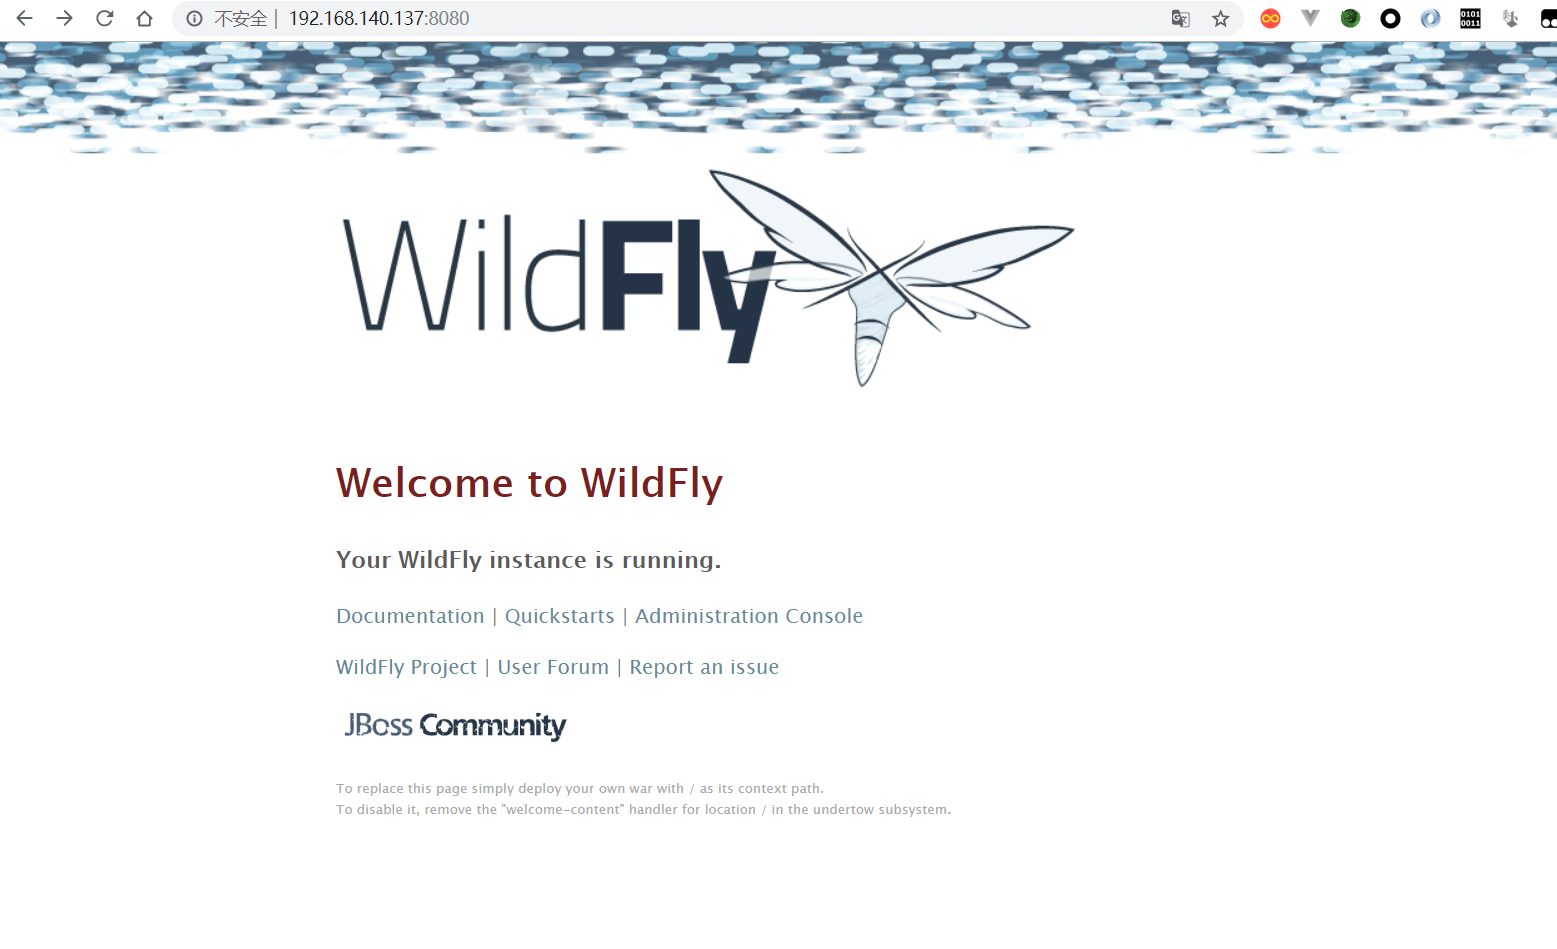 不安全 | 192.168.140.137:8080
0101
0011
WildFly
Welcome to WildFly
Your WildFly instance is running.
Documentation | Quickstarts | Administration Console
WildFly Project | User Forum | Report an issue
JBoss Community
To replace this page simply deploy your own war with / as its context path.
To disable it, remove the "welcome-content" handler for location / in the undertow subsystem.